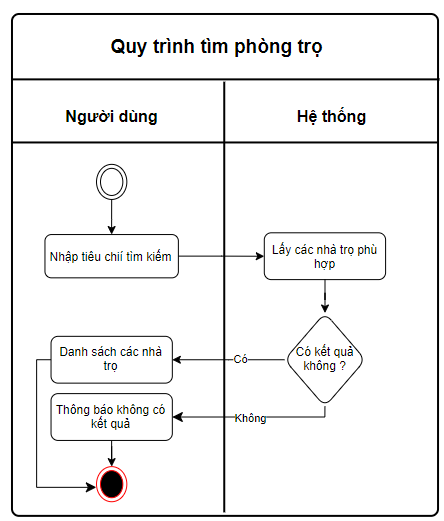 Quy trình tìm phòng trọ
Người dùng
Hệ thống
Nhập tiêu chií tìm kiếm
Lấy các nhà trọ phù
hợp
Có kết quả
không ?
Có
Danh sách các nhà
trọ
Không
Thông báo không có
kết quả